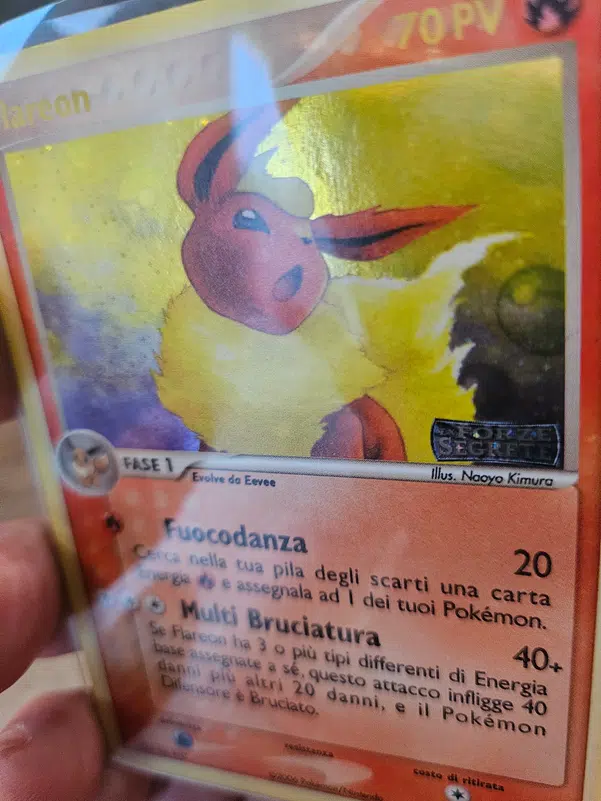 Flareon 70 PV
FORZE
SEGRETE
FASE 1
Evolve da Eevee
Illus. Naoyo Kimura
Fuocodanza 20
Cerca nella tua pila degli scarti una carta
Energia e assegnala ad 1 dei tuoi Pokémon.
Multi Bruciatura 40+
Se Flareon ha 3 o più tipi differenti di Energia
base assegnate a sé, questo attacco infligge 40
danni più altri 20 danni, e il Pokémon
Difensore è Bruciato.
resistenza
costo di ritirata
©2006 Pokémon/Nintendo